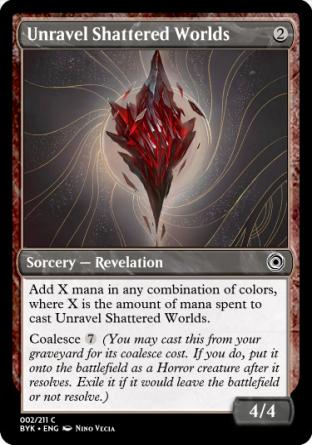 Unravel Shattered Worlds 2
Sorcery — Revelation
Add X mana in any combination of colors,
where X is the amount of mana spent to
cast Unravel Shattered Worlds.
Coalesce 7 (You may cast this from your
graveyard for its coalesce cost. If you do, put it
onto the battlefield as a Horror creature after it
resolves. Exile it if it would leave the battlefield
or not resolve.)
4/4
002/211 C
BYK • ENG Nino Vecia